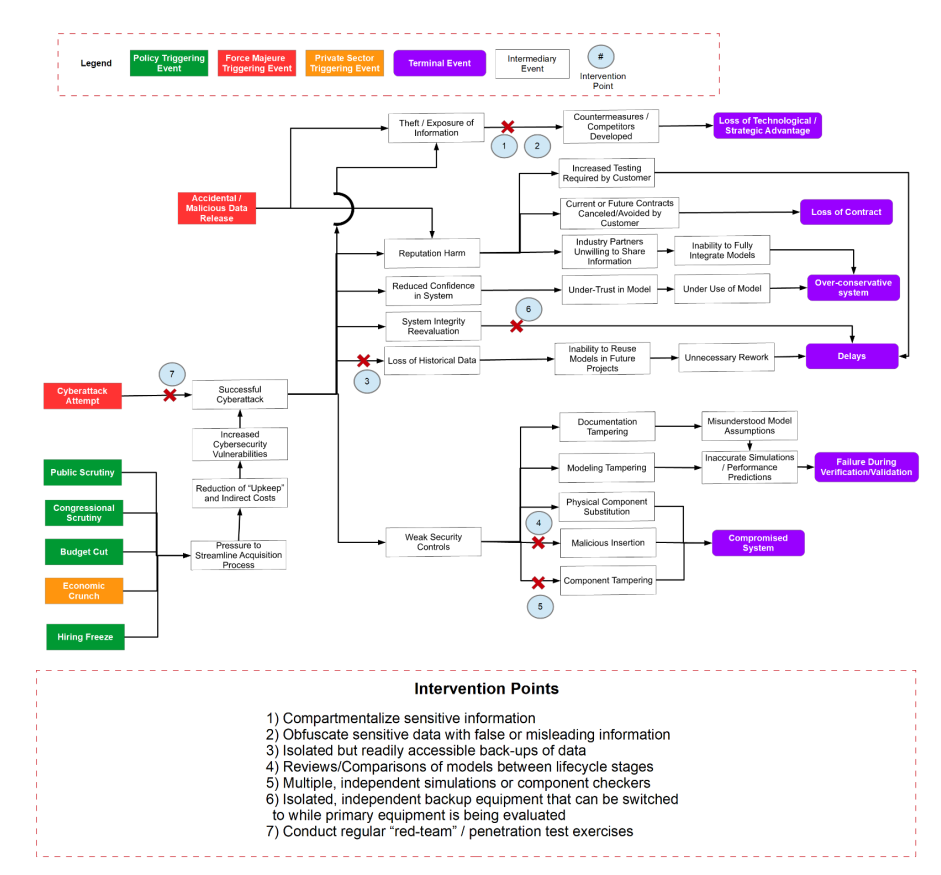 Legend
Policy Triggering
Event
Force Majeure
Triggering Event
Private Sector
Triggering Event
Terminal Event
Intermediary
Event
#
Intervention
Point
Theft / Exposure of
Information
1
2
Countermeasures /
Competitors
Developed
Loss of Technological /
Strategic Advantage
Increased Testing
Required by Customer
Accidental /
Malicious Data
Release
Current or Future Contracts
Canceled/Avoided by
Customer
Loss of Contract
Reputation Harm
Industry Partners
Unwilling to Share
Information
Inability to Fully
Integrate Models
Reduced Confidence
in System
Under-Trust in Model
Under Use of Model
Over-conservative
system
System Integrity
Reevaluation
6
Loss of Historical Data
3
Inability to Reuse
Models in Future
Projects
Unnecessary Rework
Delays
7
Cyberattack
Attempt
Successful
Cyberattack
Increased
Cybersecurity
Vulnerabilities
Documentation
Tampering
Misunderstood Model
Assumptions
Public Scrutiny
Modeling Tampering
Inaccurate Simulations
/ Performance
Predictions
Failure During
Verification/Validation
Reduction of "Upkeep"
and Indirect Costs
Congressional
Scrutiny
Physical Component
Substitution
4
Budget Cut
Pressure to
Streamline Acquisition
Process
Weak Security
Controls
Malicious Insertion
Compromised
System
Economic
Crunch
Component Tampering
5
Hiring Freeze
Intervention Points
1) Compartmentalize sensitive information
2) Obfuscate sensitive data with false or misleading information
3) Isolated but readily accessible back-ups of data
4) Reviews/Comparisons of models between lifecycle stages
5) Multiple, independent simulations or component checkers
6) Isolated, independent backup equipment that can be switched
to while primary equipment is being evaluated
7) Conduct regular "red-team" / penetration test exercises